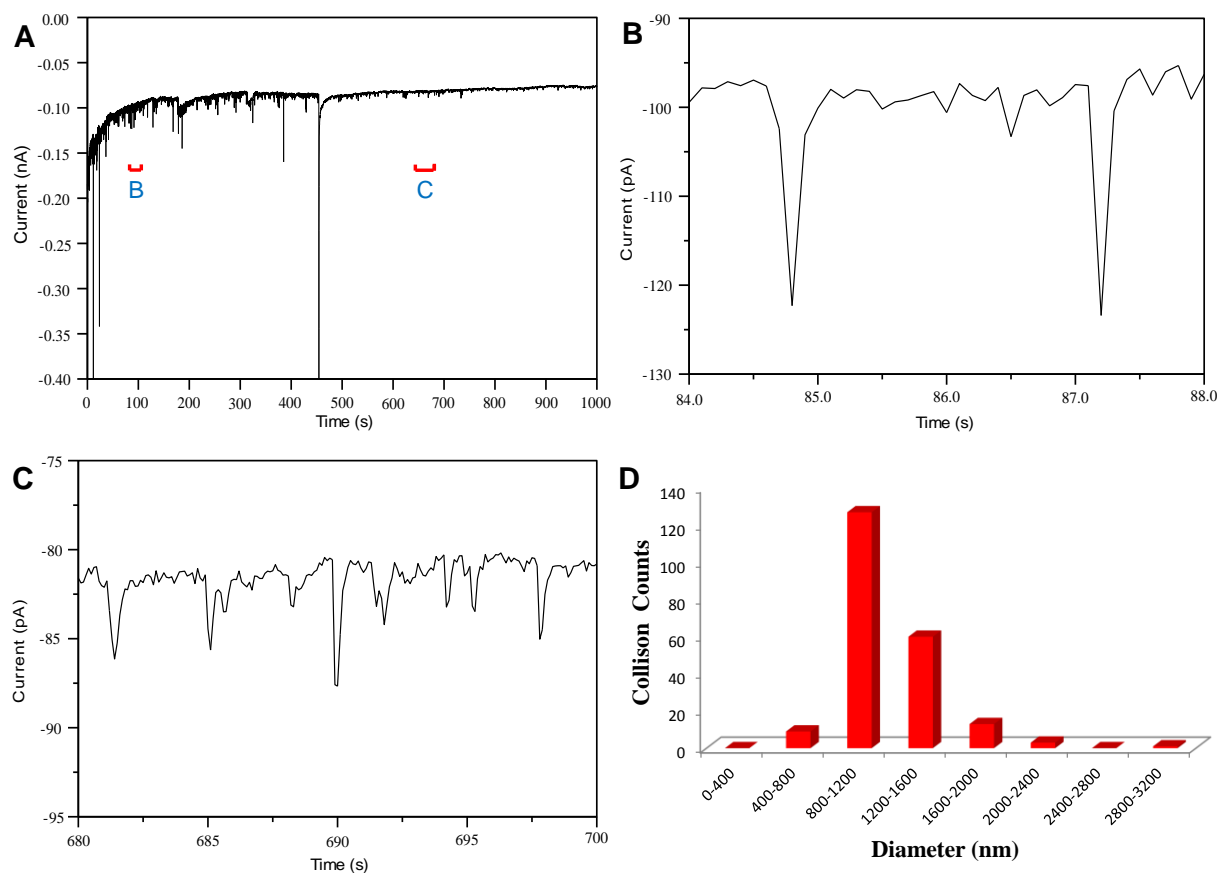 A
0.00
-0.05
-0.10
-0.15
-0.20
-0.25
-0.30
-0.35
-0.40
Current (nA)
B
C
0 100 200 300 400 500 600 700 800 900 1000
Time (s)
B
-90
-100
-110
-120
-130
Current (pA)
84.0 85.0 86.0 87.0 88.0
Time (s)
C
-75
-80
-85
-90
-95
Current (pA)
680 685 690 695 700
Time (s)
D
140
120
100
80
60
40
20
0
Collison Counts
0-400 400-800 800-1200 1200-1600 1600-2000 2000-2400 2400-2800 2800-3200
Diameter (nm)